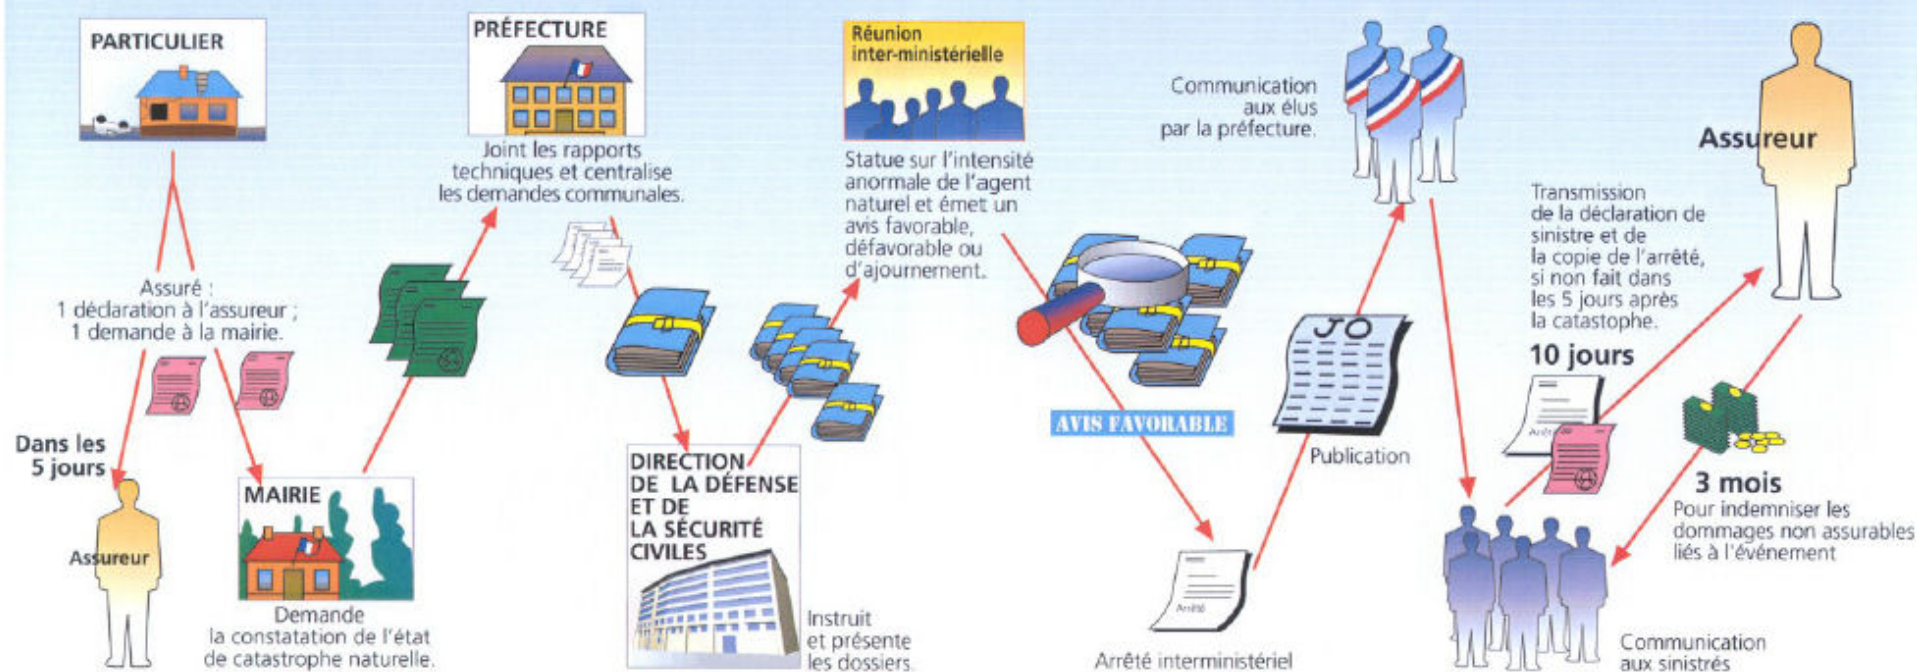 PARTICULIER
Assuré :
1 déclaration à l'assureur ;
1 demande à la mairie.
Dans les
5 jours
Assureur
MAIRIE
Demande
la constatation de l'état
de catastrophe naturelle.
PRÉFECTURE
Joint les rapports
techniques et centralise
les demandes communales.
DIRECTION
DE LA DÉFENSE
ET DE
LA SÉCURITÉ
CIVILES
Instruit
et présente
les dossiers.
Réunion
inter-ministérielle
Statue sur l'intensité
anormale de l'agent
naturel et émet un
avis favorable,
défavorable ou
d'ajournement.
AVIS FAVORABLE
Arrêté
Arrêté interministériel
JO
Publication
Communication
aux élus
par la préfecture.
Communication
aux sinistrés
Transmission
de la déclaration de
sinistre et de
la copie de l'arrêté,
si non fait dans
les 5 jours après
la catastophe.
10 jours
Arrêté
Assureur
3 mois
Pour indemniser les
dommages non assurables
liés à l'événement